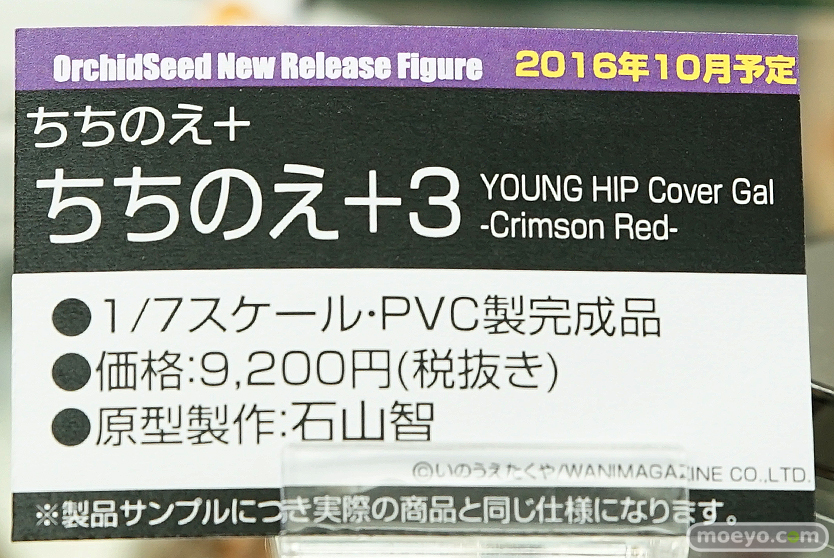 OrchidSeed New Release Figure 2016年10月予定
ちちのえ+
ちちのえ+3 YOUNG HIP Cover Gal
-Crimson Red-
●1/7スケール・PVC製完成品
●価格:9,200円(税抜き)
●原型製作:石山智
©いのうえたくや/WANIMAGAZINE CO.,LTD.
※製品サンプルにつき実際の商品と同じ仕様になります。
moeyo.com